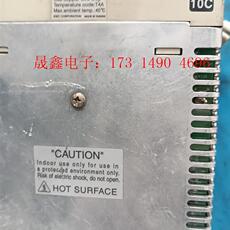 Temperature code: T4A
Max ambient temp.: 40℃
10C
晟鑫电子：173 1490 4696
"CAUTION"
Indoor use only for use in
a protected environment only.
Risk of electric shock, do not open.
HOT SURFACE